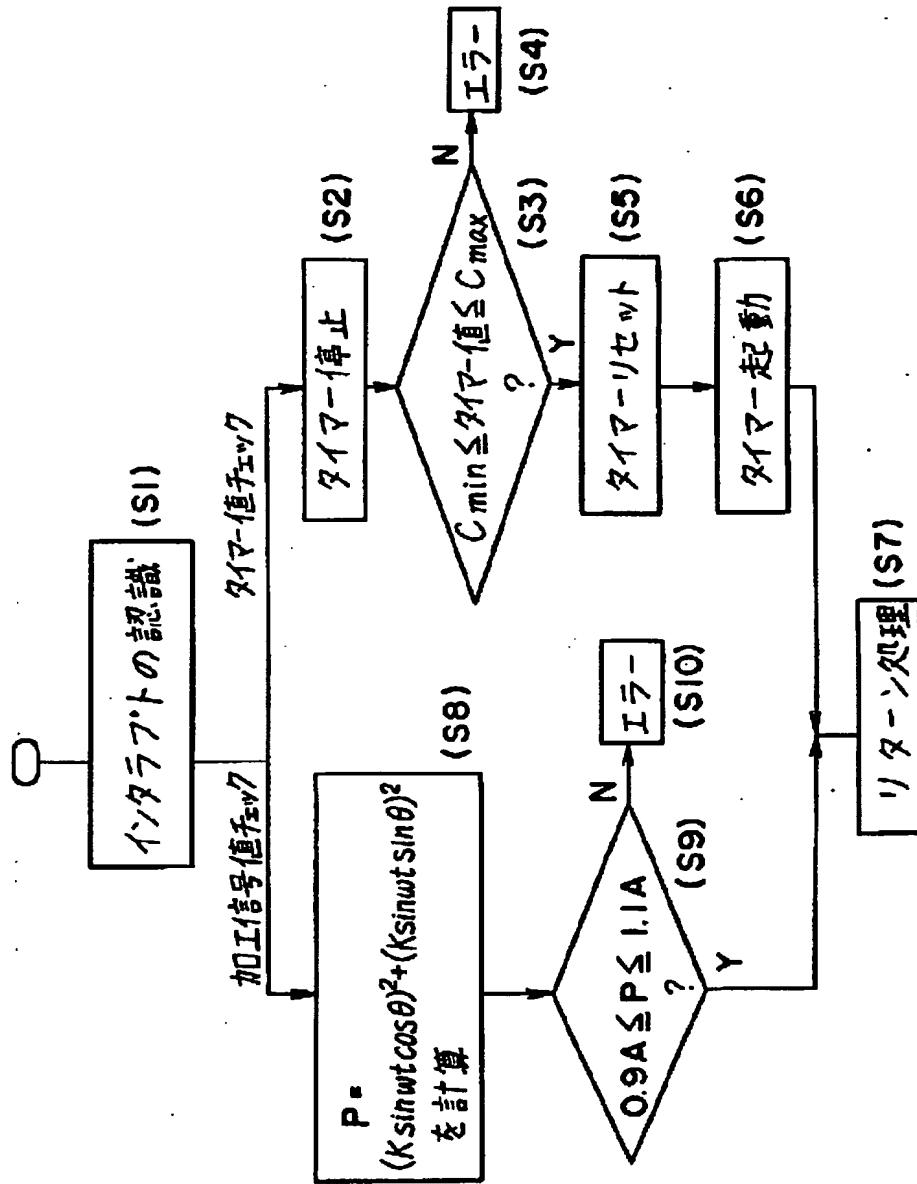 インタラプトの認識
(S1)
加工信号値チェック
タイマー値チェック
P=
(Ksinwtcosθ)²+(Ksinwtsinθ)²
を計算
(S8)
0.9A≦P≦1.1A
?
(S9)
N
エラー
(S10)
Y
タイマー停止
(S2)
Cmin≦タイマー値≦Cmax
?
(S3)
N
エラー
(S4)
Y
タイマーリセット
(S5)
タイマー起動
(S6)
リターン処理
(S7)